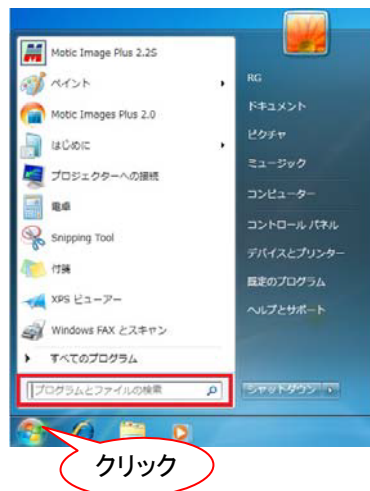 Motic Image Plus 2.2S
ペイント
Motic Images Plus 2.0
はじめに
プロジェクターへの接続
電卓
Snipping Tool
付箋
XPS ビューアー
Windows FAX とスキャン
すべてのプログラム
プログラムとファイルの検索
RG
ドキュメント
ピクチャ
ミュージック
コンピューター
コントロール パネル
デバイスとプリンター
既定のプログラム
ヘルプとサポート
シャットダウン
クリック